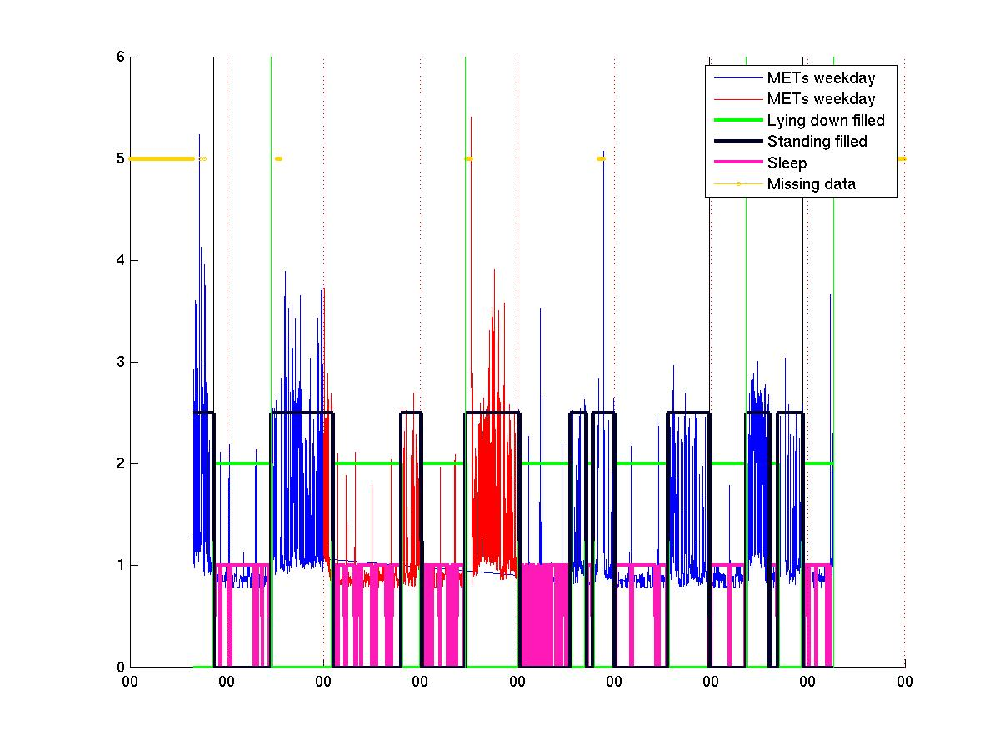 6
METs weekday
METs weekday
Lying down filled
Standing filled
Sleep
Missing data
5
4
3
2
1
0
00 00 00 00 00 00 00 00 00